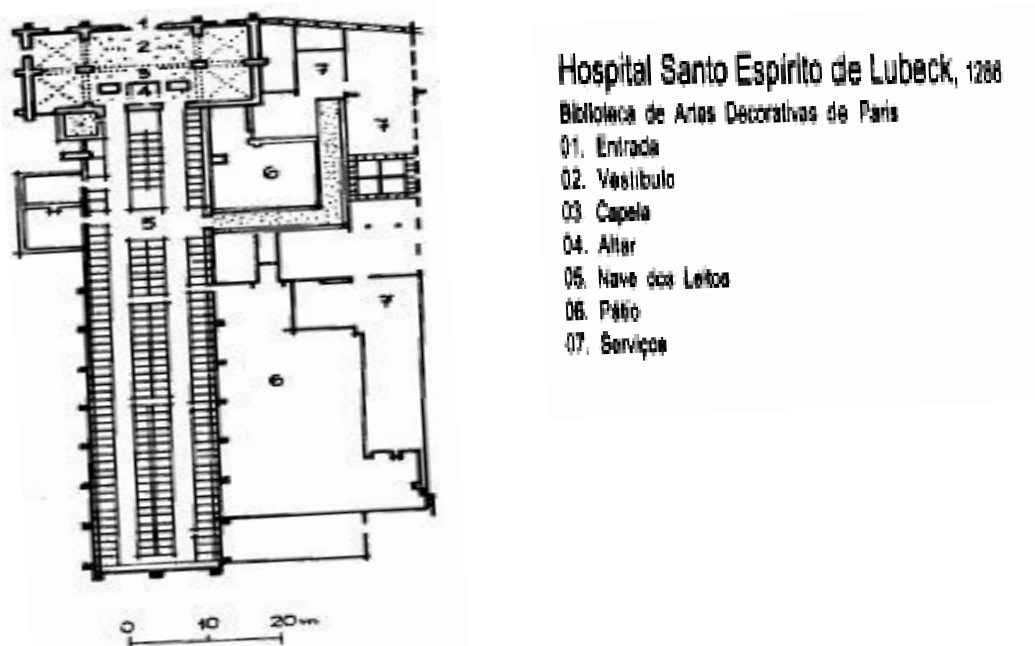 1
2
3
4
7
7
6
5
7
6
0 10 20m
Hospital Santo Espirito de Lubeck, 1286
Biblioteca de Artes Decorativas de Paris
01. Entrada
02. Vestibulo
03. Capela
04. Altar
05. Nave dos Leitos
06. Pátio
07. Serviços